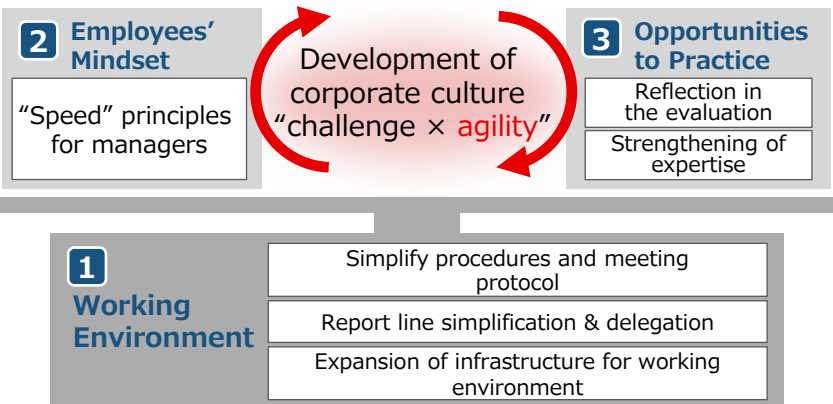 2
Employees’
Mindset
“Speed” principles
for managers
Development of
corporate culture
“challenge × agility”
3
Opportunities
to Practice
Reflection in
the evaluation
Strengthening of
expertise
1
Working
Environment
Simplify procedures and meeting
protocol
Report line simplification & delegation
Expansion of infrastructure for working
environment